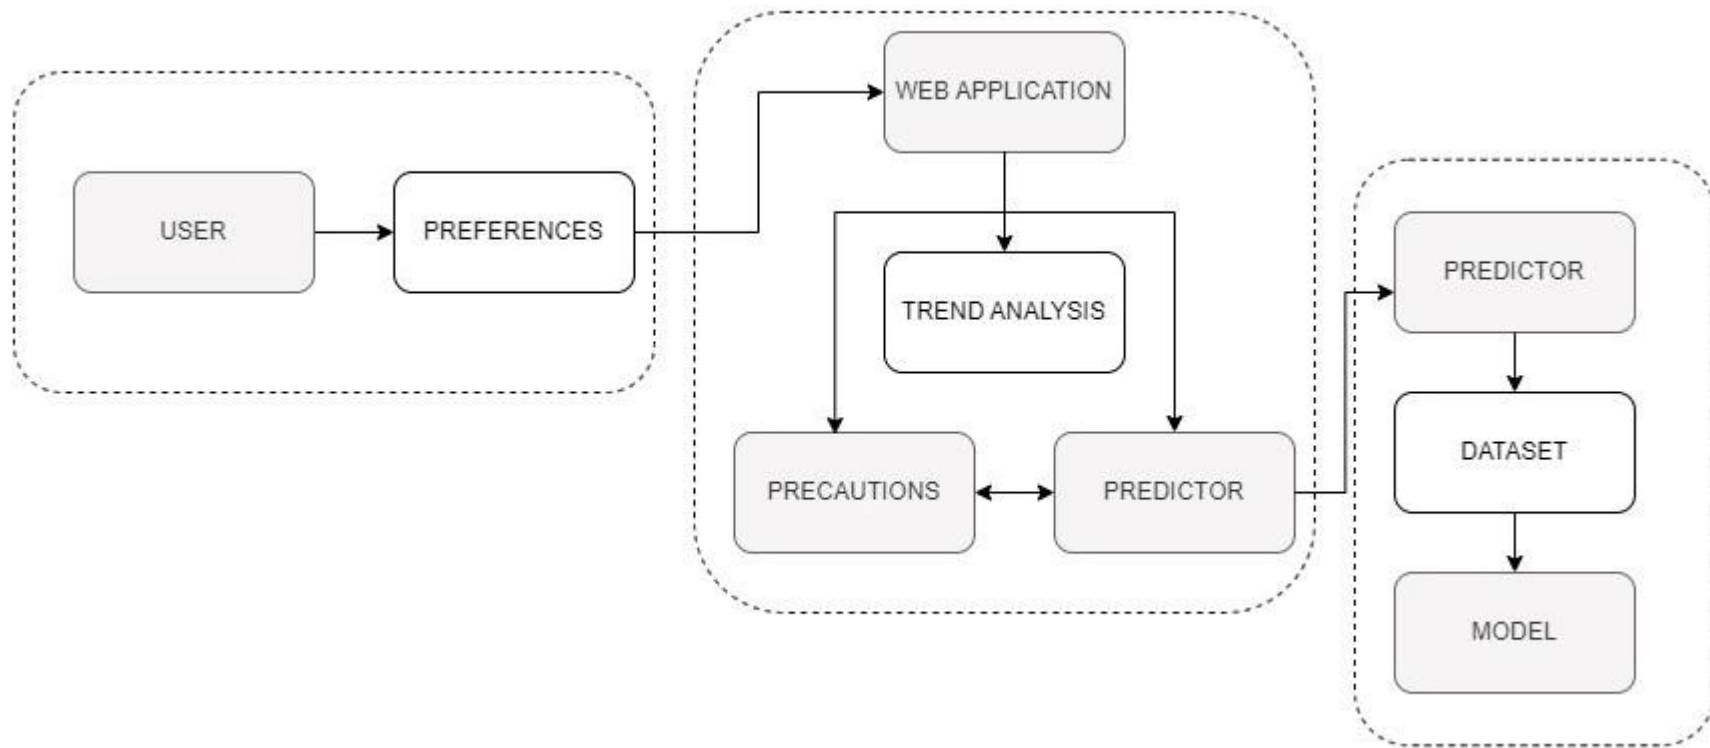 USER
PREFERENCES
WEB APPLICATION
TREND ANALYSIS
PRECAUTIONS
PREDICTOR
PREDICTOR
DATASET
MODEL